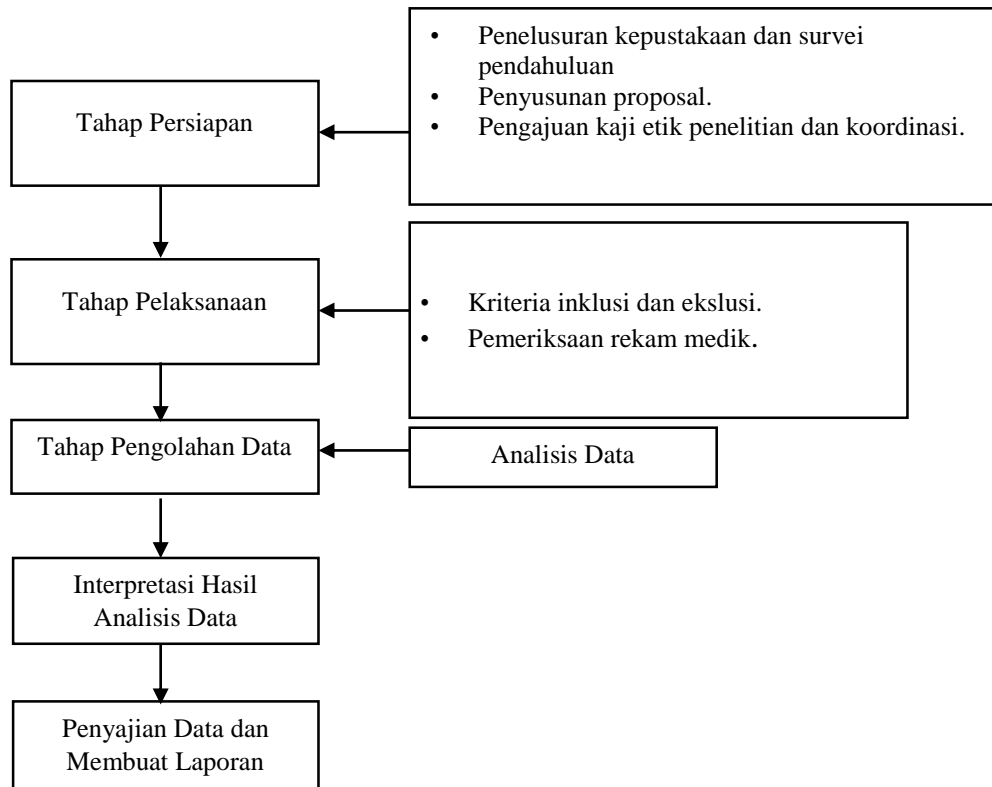 • Penelusuran kepustakaan dan survei
pendahuluan
• Penyusunan proposal.
• Pengajuan kaji etik penelitian dan koordinasi.
Tahap Persiapan
Tahap Pelaksanaan
• Kriteria inklusi dan ekslusi.
• Pemeriksaan rekam medik.
Tahap Pengolahan Data
Analisis Data
Interpretasi Hasil
Analisis Data
Penyajian Data dan
Membuat Laporan